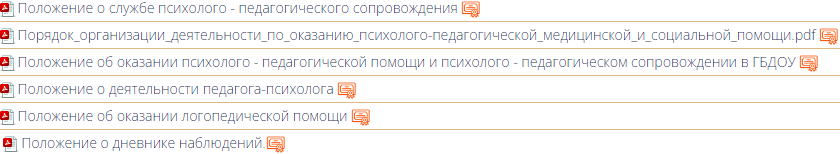 Положение о службе психолого - педагогического сопровождения
Порядок_организации_деятельности_по_оказанию_психолого-педагогической_медицинской_и_социальной_помощи.pdf
Положение об оказании психолого - педагогической помощи и психолого - педагогическом сопровождении в ГБДОУ
Положение о деятельности педагога-психолога
Положение об оказании логопедической помощи
Положение о дневнике наблюдений.